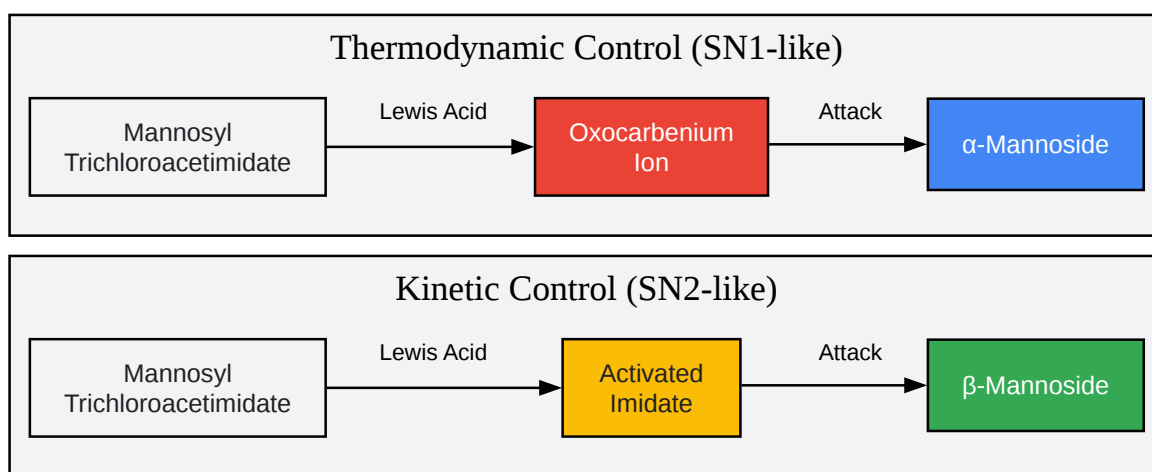 Thermodynamic Control (SN1-like)
Mannosyl
Trichloroacetimidate
Lewis Acid
Oxocarbenium
Ion
Attack
α-Mannoside
Kinetic Control (SN2-like)
Mannosyl
Trichloroacetimidate
Lewis Acid
Activated
Imidate
Attack
β-Mannoside